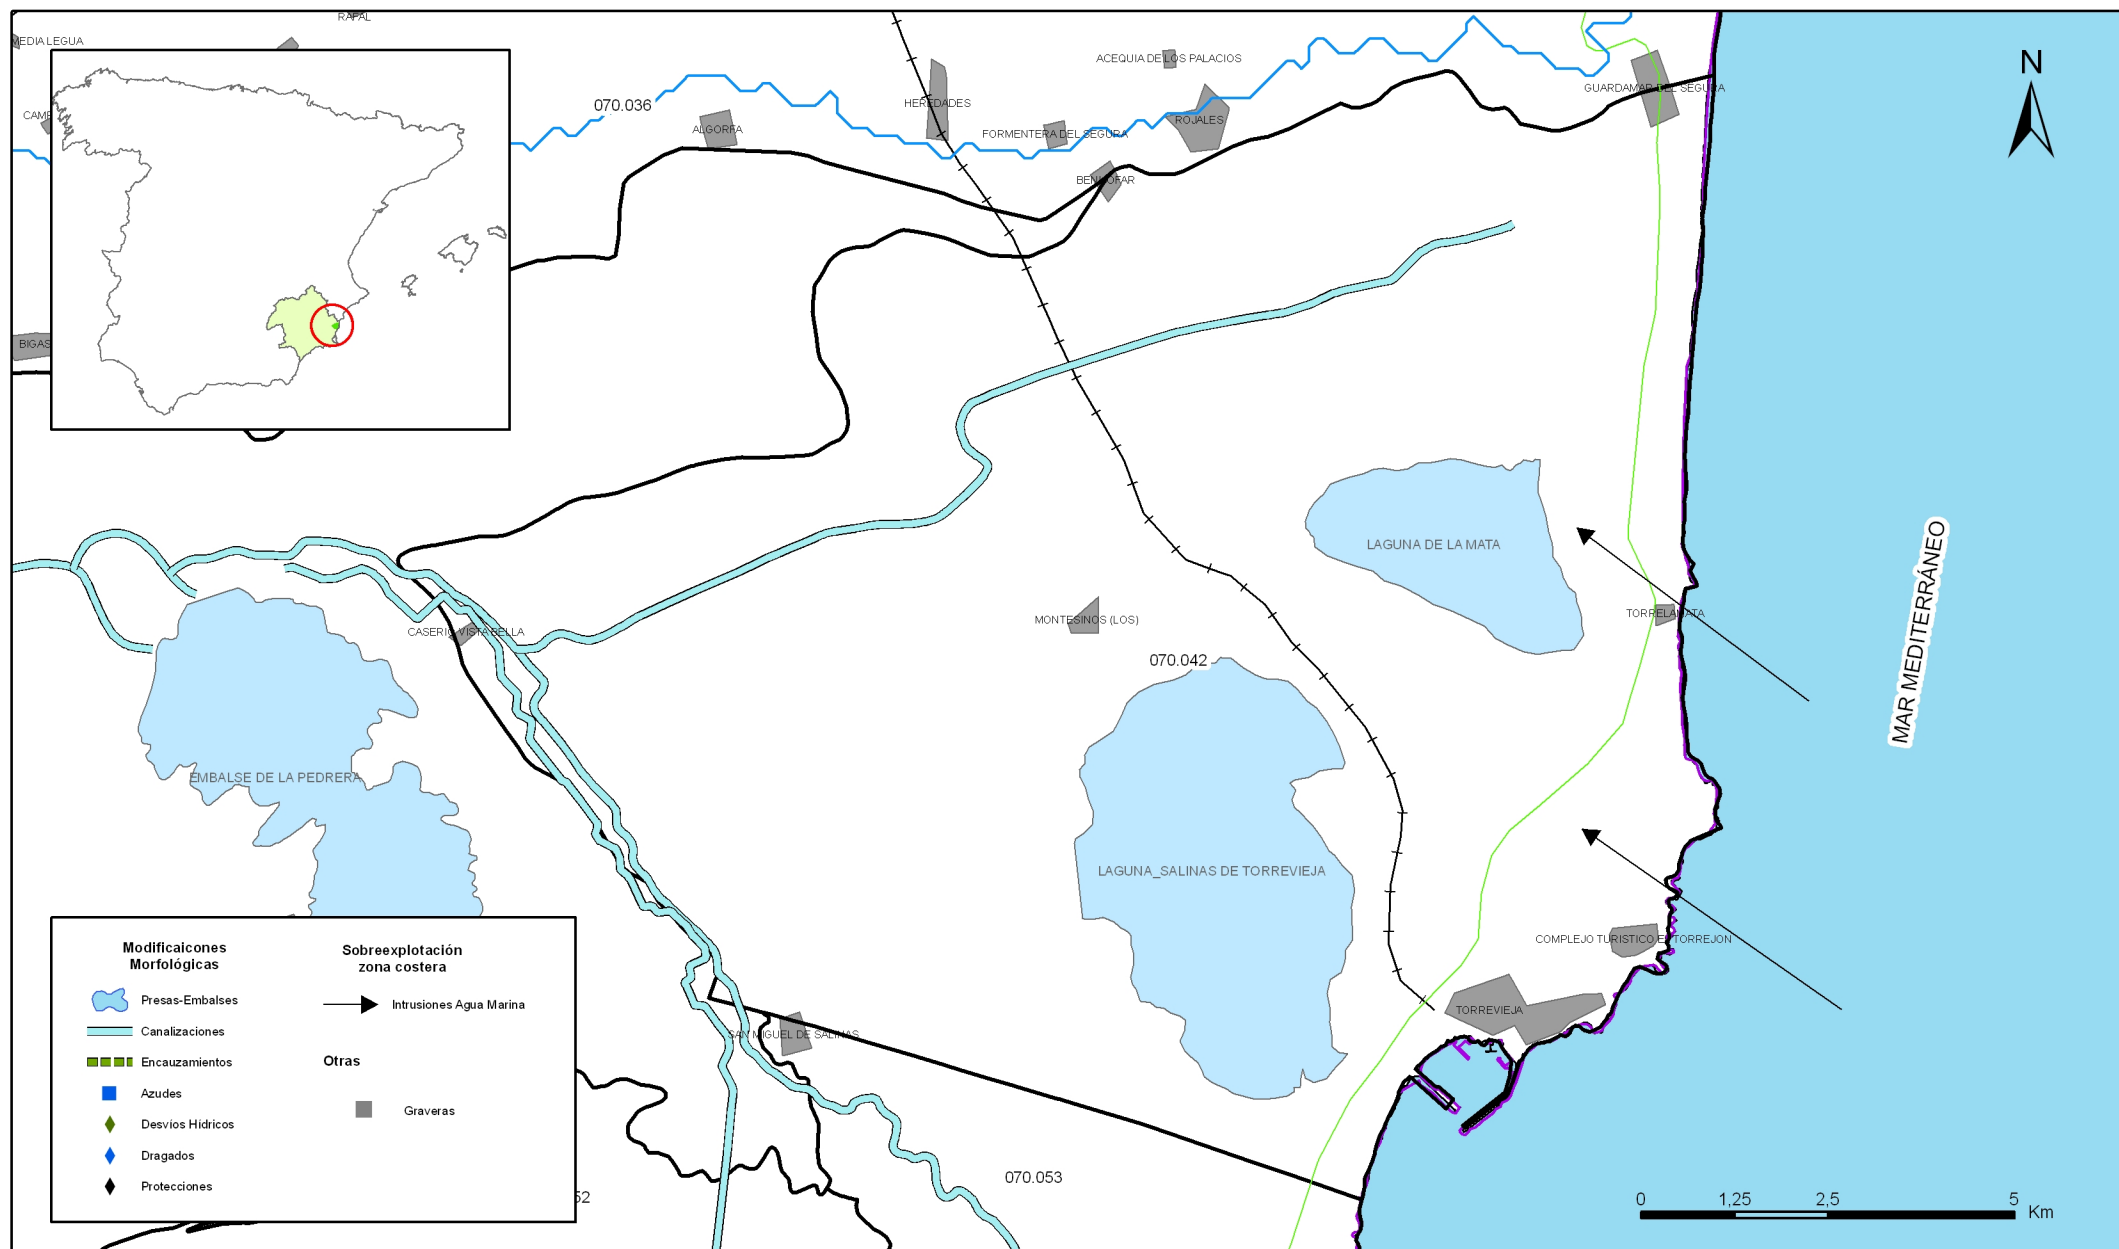 RAFAL
MEDIA LEGUA
ACEQUIA DE LOS PALACIOS
GUARDAMAR DEL SEGURA
070.036
HEREDADES
ALGORFA
FORMENTERA DEL SEGURA
ROJALES
BENIJOFAR
N
BIGAS
LAGUNA DE LA MATA
MAR MEDITERRÁNEO
TORRELAMATA
MONTESINOS (LOS)
CASERIO VISTA BELLA
070.042
EMBALSE DE LA PEDRERA
LAGUNA_SALINAS DE TORREVIEJA
COMPLEJO TURISTICO EL TORREJON
TORREVIEJA
SAN MIGUEL DE SALINAS
070.053
52
Modificaicones
Morfológicas
Presas-Embalses
Canalizaciones
Encauzamientos
Azudes
Desvíos Hídricos
Dragados
Protecciones
Sobreexplotación
zona costera
Intrusiones Agua Marina
Otras
Graveras
0 1,25 2,5 5
Km